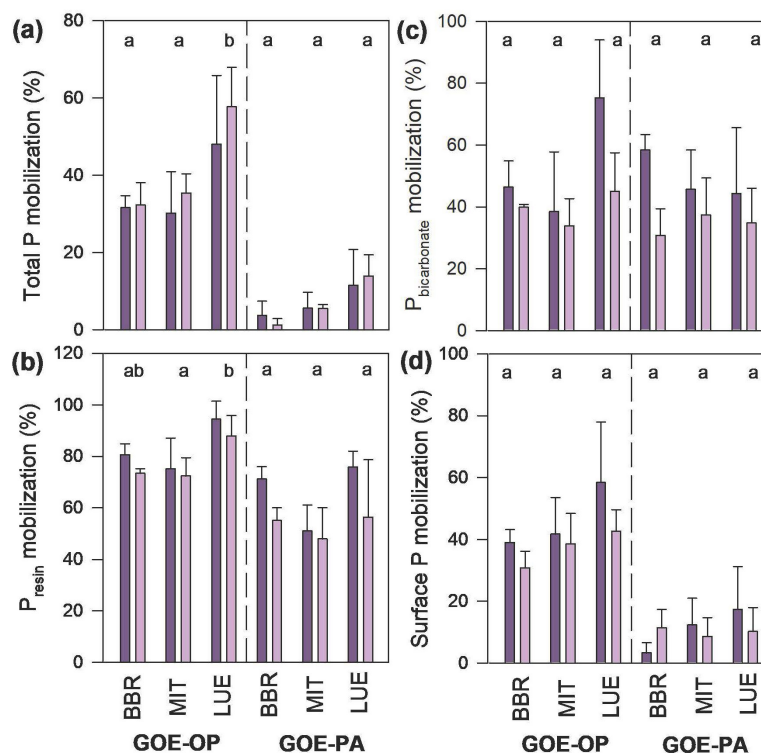 (a)
Total P mobilization (%)
80
60
40
20
0
a a b a a a
(c)
P bicarbonate mobilization (%)
100
80
60
40
20
0
a a a a a a
(b)
P resin mobilization (%)
120
100
80
60
40
20
0
ab a b a a a
BBR MIT LUE BBR MIT LUE
GOE-OP GOE-PA
(d)
Surface P mobilization (%)
100
80
60
40
20
0
a a a a a a
BBR MIT LUE BBR MIT LUE
GOE-OP GOE-PA